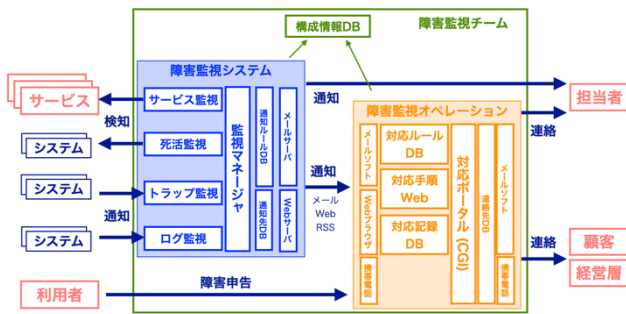 構成情報DB
障害監視チーム
障害監視システム
サービス
検知
システム
システム
通知
システム
利用者
サービス監視
死活監視
トラップ監視
ログ監視
監視マネージャ
通知ルールDB
通知先DB
メールサーバ
Webサーバ
通知
通知
メール
Web
RSS
障害申告
障害監視オペレーション
メールソフト
Webブラウザ
携帯電話
対応ルール
DB
対応手順
Web
対応記録
DB
対応ポータル (CGI)
連絡先DB
メールソフト
携帯電話
担当者
連絡
連絡
顧客
経営層